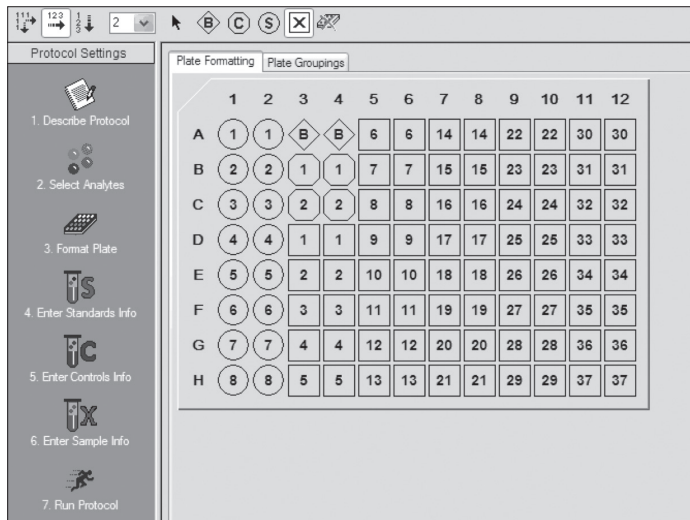 111 123 1 2 3 2 B C S X
Protocol Settings
1. Describe Protocol
2. Select Analytes
3. Format Plate
S
4. Enter Standards Info
C
5. Enter Controls Info
X
6. Enter Sample Info
7. Run Protocol
Plate Formatting Plate Groupings
1 2 3 4 5 6 7 8 9 10 11 12
A 1 1 B B 6 6 14 14 22 22 30 30
B 2 2 1 1 7 7 15 15 23 23 31 31
C 3 3 2 2 8 8 16 16 24 24 32 32
D 4 4 1 1 9 9 17 17 25 25 33 33
E 5 5 2 2 10 10 18 18 26 26 34 34
F 6 6 3 3 11 11 19 19 27 27 35 35
G 7 7 4 4 12 12 20 20 28 28 36 36
H 8 8 5 5 13 13 21 21 29 29 37 37